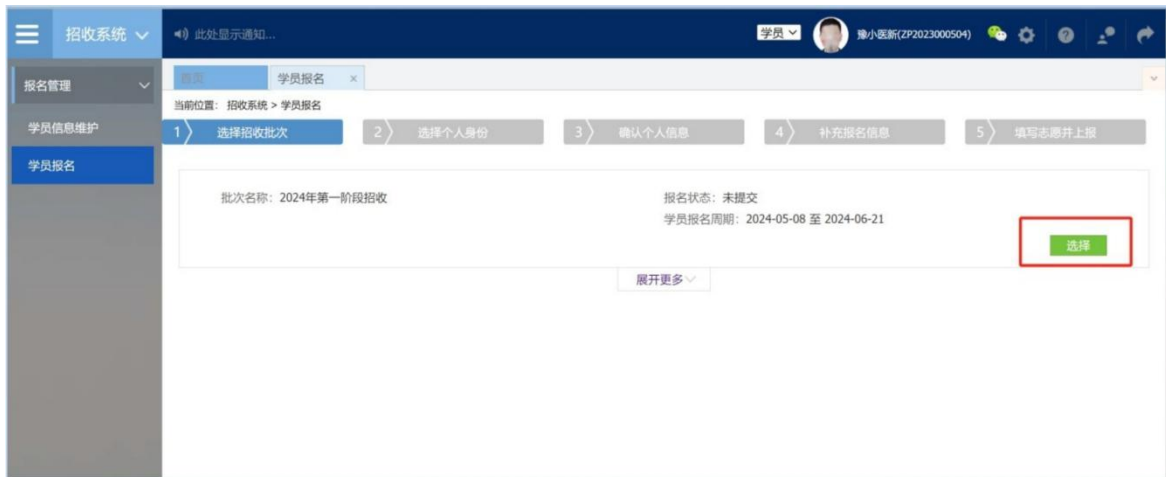 招收系统
此处显示通知...
学员
豫小医新(ZP2023000504)
报名管理
首页
学员报名 ×
当前位置： 招收系统 > 学员报名
学员信息维护
1 选择招收批次
2 选择个人身份
3 确认个人信息
4 补充报名信息
5 填写志愿并上报
学员报名
批次名称：2024年第一阶段招收
报名状态：未提交
学员报名周期：2024-05-08 至 2024-06-21
选择
展开更多